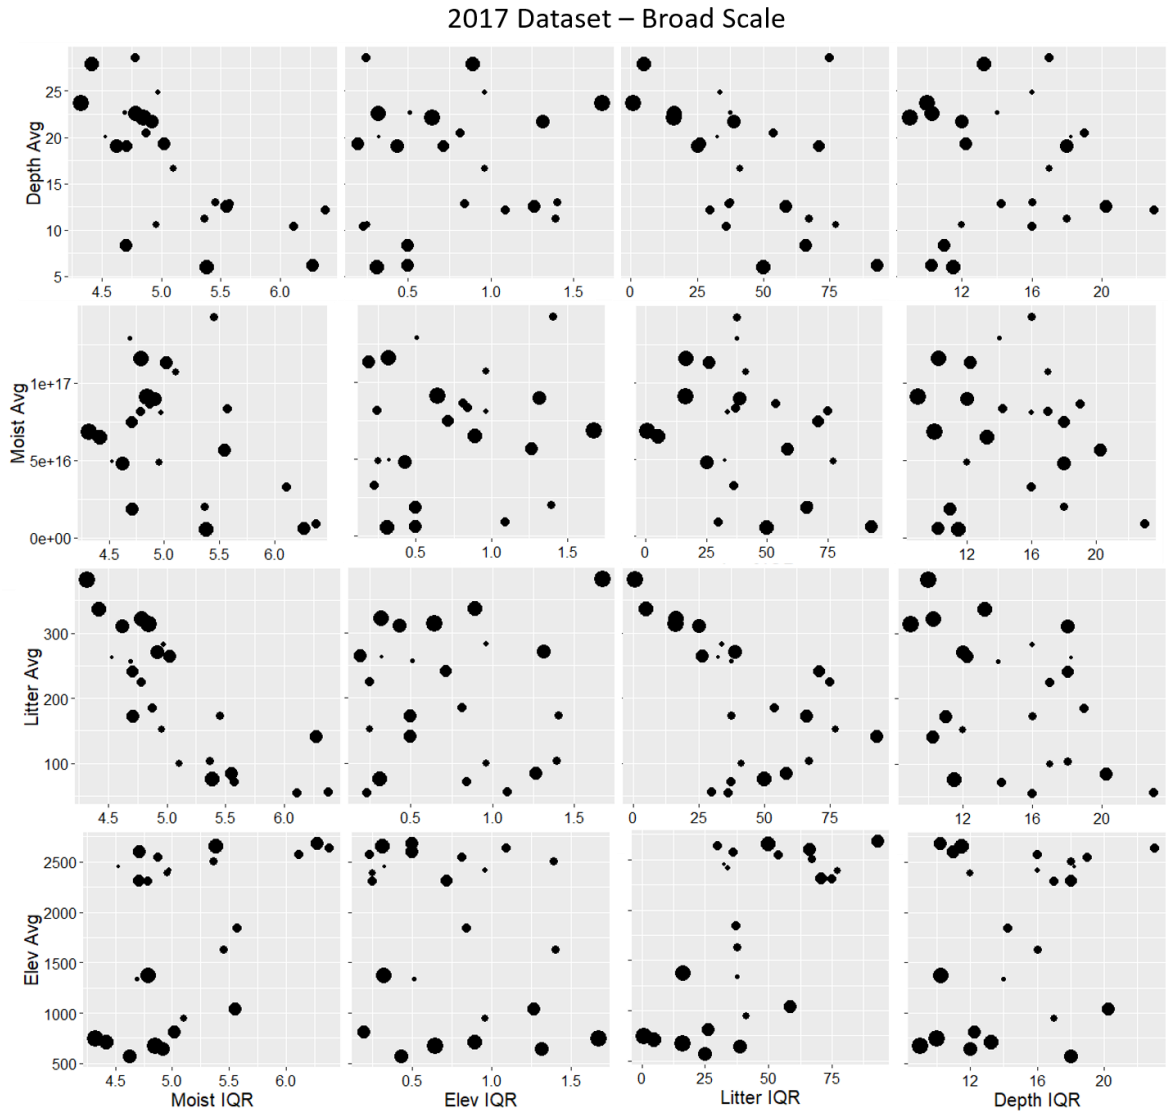 2017 Dataset – Broad Scale
Depth Avg
25
20
15
10
5
4.5 5.0 5.5 6.0
0.5 1.0 1.5
0 25 50 75
12 16 20
Moist Avg
1e+17
5e+16
0e+00
4.5 5.0 5.5 6.0
0.5 1.0 1.5
0 25 50 75
12 16 20
Litter Avg
300
200
100
4.5 5.0 5.5 6.0
0.5 1.0 1.5
0 25 50 75
12 16 20
Elev Avg
2500
2000
1500
1000
500
4.5 5.0 5.5 6.0
0.5 1.0 1.5
0 25 50 75
12 16 20
Moist IQR
Elev IQR
Litter IQR
Depth IQR